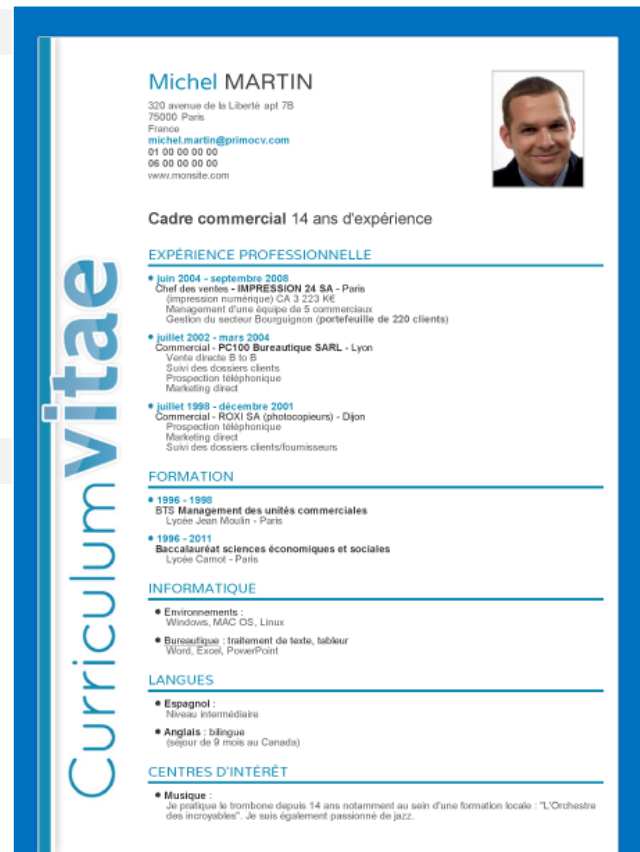 Curriculum vitae
Michel MARTIN
320 avenue de la Liberté apt 7B
75000 Paris
France
michel.martin@primocv.com
01 00 00 00 00
06 00 00 00 00
www.monsite.com
Cadre commercial 14 ans d'expérience
EXPÉRIENCE PROFESSIONNELLE
• juin 2004 - septembre 2008
Chef des ventes - IMPRESSION 24 SA - Paris
(impression numérique) CA 3 223 K€
Management d'une équipe de 5 commerciaux
Gestion du secteur Bourguignon (portefeuille de 220 clients)
• juillet 2002 - mars 2004
Commercial - PC100 Bureautique SARL - Lyon
Vente directe B to B
Suivi des dossiers clients
Prospection téléphonique
Marketing direct
• juillet 1998 - décembre 2001
Commercial - ROXI SA (photocopieurs) - Dijon
Prospection téléphonique
Marketing direct
Suivi des dossiers clients/fournisseurs
FORMATION
• 1996 - 1998
BTS Management des unités commerciales
Lycée Jean Moulin - Paris
• 1996 - 2011
Baccalauréat sciences économiques et sociales
Lycée Carnot - Paris
INFORMATIQUE
• Environnements :
Windows, MAC OS, Linux
• Bureautique : traitement de texte, tableur
Word, Excel, PowerPoint
LANGUES
• Espagnol :
Niveau intermédiaire
• Anglais : bilingue
(séjour de 9 mois au Canada)
CENTRES D'INTÉRÊT
• Musique :
Je pratique le trombone depuis 14 ans notamment au sein d'une formation locale : "L'Orchestre
des incroyables". Je suis également passionné de jazz.